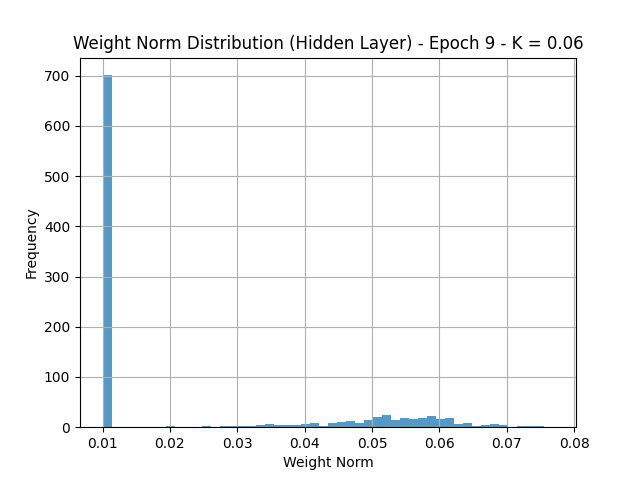 Weight Norm Distribution (Hidden Layer) - Epoch 9 - K = 0.06
700
600
500
400
300
200
100
0
Frequency
0.01 0.02 0.03 0.04 0.05 0.06 0.07 0.08
Weight Norm